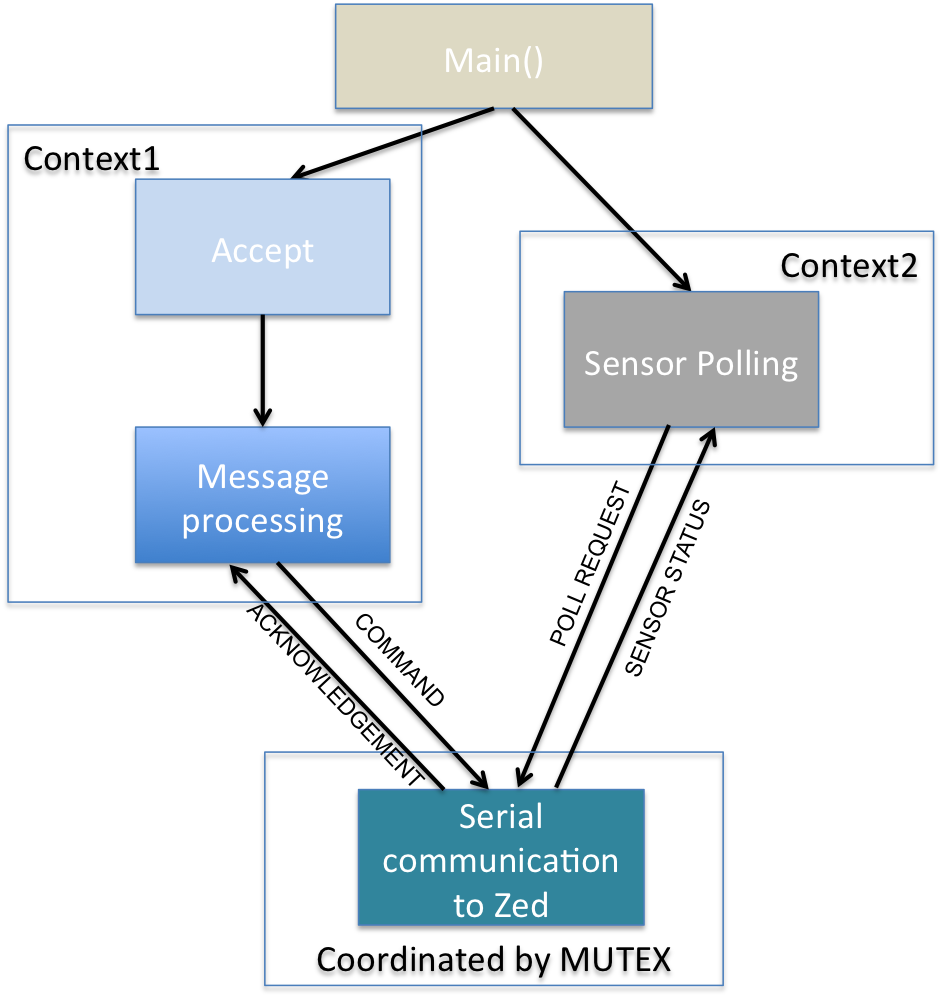 Main()
Context1
Accept
Context2
Sensor Polling
Message
processing
POLL REQUEST
SENSOR STATUS
ACKNOWLEDGEMENT
COMMAND
Serial
communication
to Zed
Coordinated by MUTEX